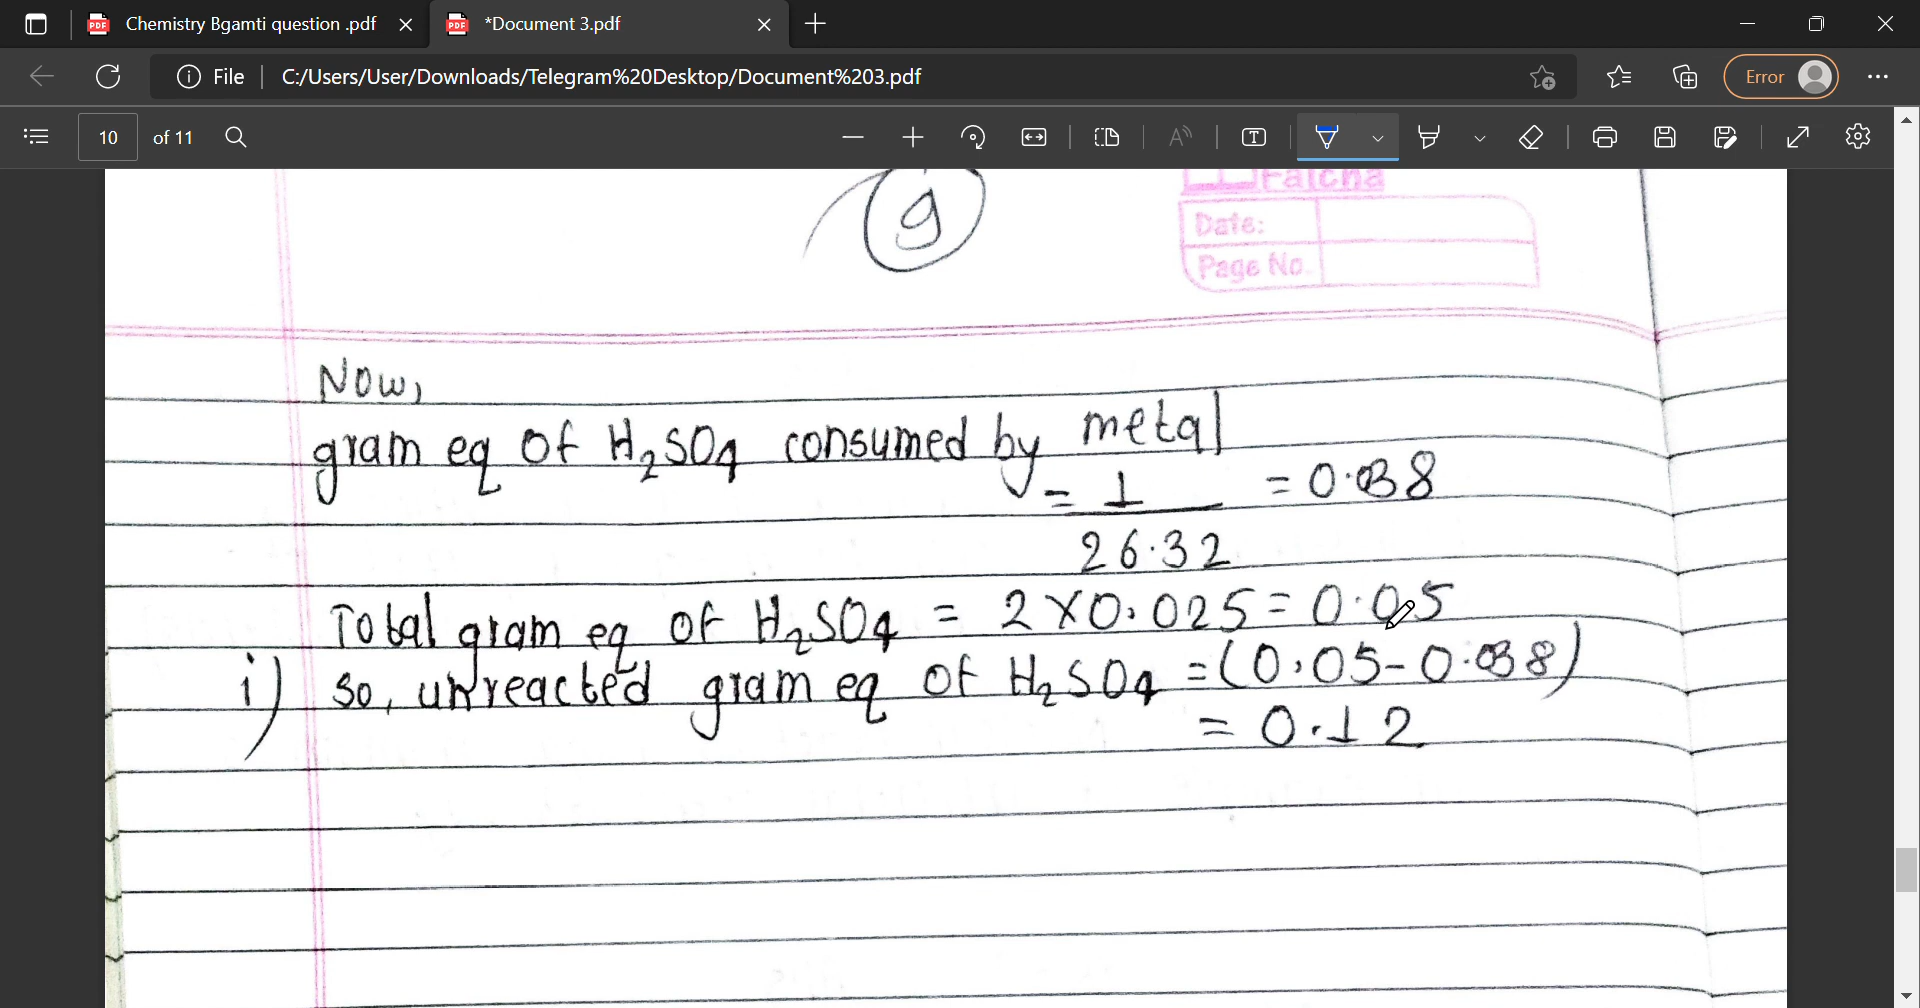 Chemistry Bgamti question .pdf
*Document 3.pdf
File
C:/Users/User/Downloads/Telegram%20Desktop/Document%203.pdf
Error
10 of 11
g
Falcha
Date:
Page No.
Now,
gram eq of H₂SO₄ consumed by metal
= 1/26.32 = 0.038
Total gram eq of H₂SO₄ = 2 X 0.025 = 0.05
i) so, unreacted gram eq of H₂SO₄ = (0.05 - 0.038)
= 0.12